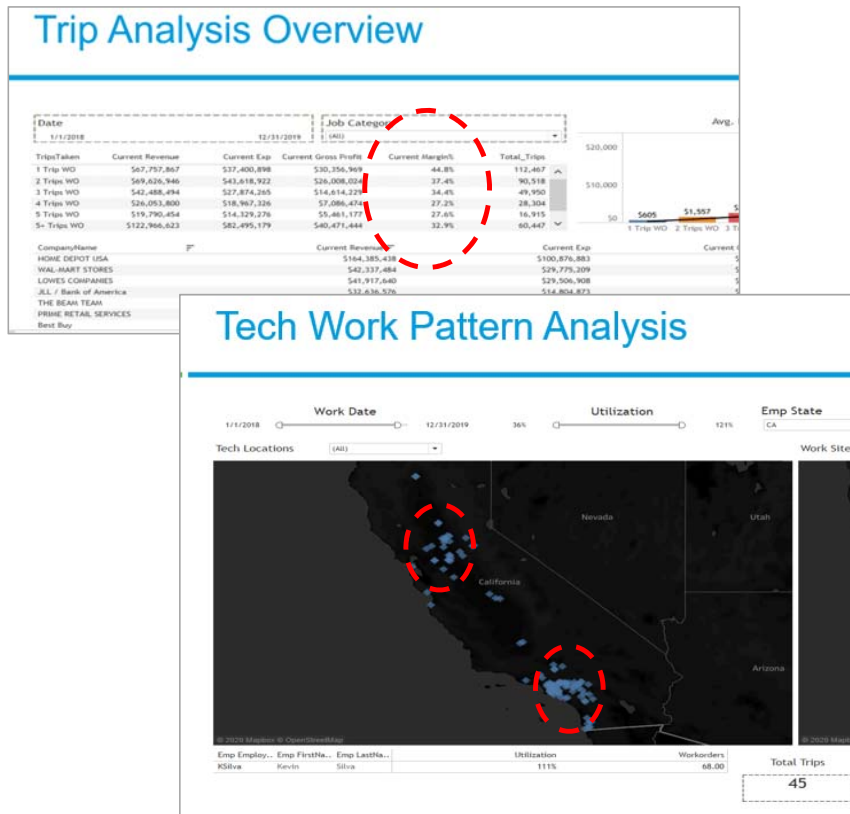 Trip Analysis Overview
Date
1/1/2018 12/31/2019
Job Category
(All)
Avg.
TripsTaken Current Revenue Current Exp Current Gross Profit Current Margin% Total_Trips
1 Trip WO $67,757,867 $37,400,898 $30,356,969 44.8% 112,467
2 Trips WO $69,626,946 $43,618,922 $26,008,024 37.4% 90,518
3 Trips WO $42,488,494 $27,874,265 $14,614,229 34.4% 49,950
4 Trips WO $26,053,800 $18,967,326 $7,086,474 27.2% 28,304
5 Trips WO $19,790,454 $14,329,276 $5,461,177 27.6% 16,915
5+ Trips WO $122,966,623 $82,495,179 $40,471,444 32.9% 60,447
$20,000
$10,000
$0
$605 $1,557
1 Trip WO 2 Trips WO
CompanyName Current Revenue Current Exp Current
HOME DEPOT USA $164,385,438 $100,876,883
WAL-MART STORES $42,337,484 $29,775,209
LOWES COMPANIES $41,917,640 $29,506,908
JLL / Bank of America $32,636,576 $14,804,873
THE BEAM TEAM
PRIME RETAIL SERVICES
Best Buy
Tech Work Pattern Analysis
Work Date
1/1/2018 12/31/2019
Utilization
36% 121%
Emp State
CA
Tech Locations (All)
Work Site
Nevada
Utah
California
Arizona
© 2020 Mapbox © OpenStreetMap
© 2020
Emp Employ.. Emp FirstNa.. Emp LastNa.. Utilization Workorders
KSilva Kevin Silva 111% 68.00
Total Trips
45